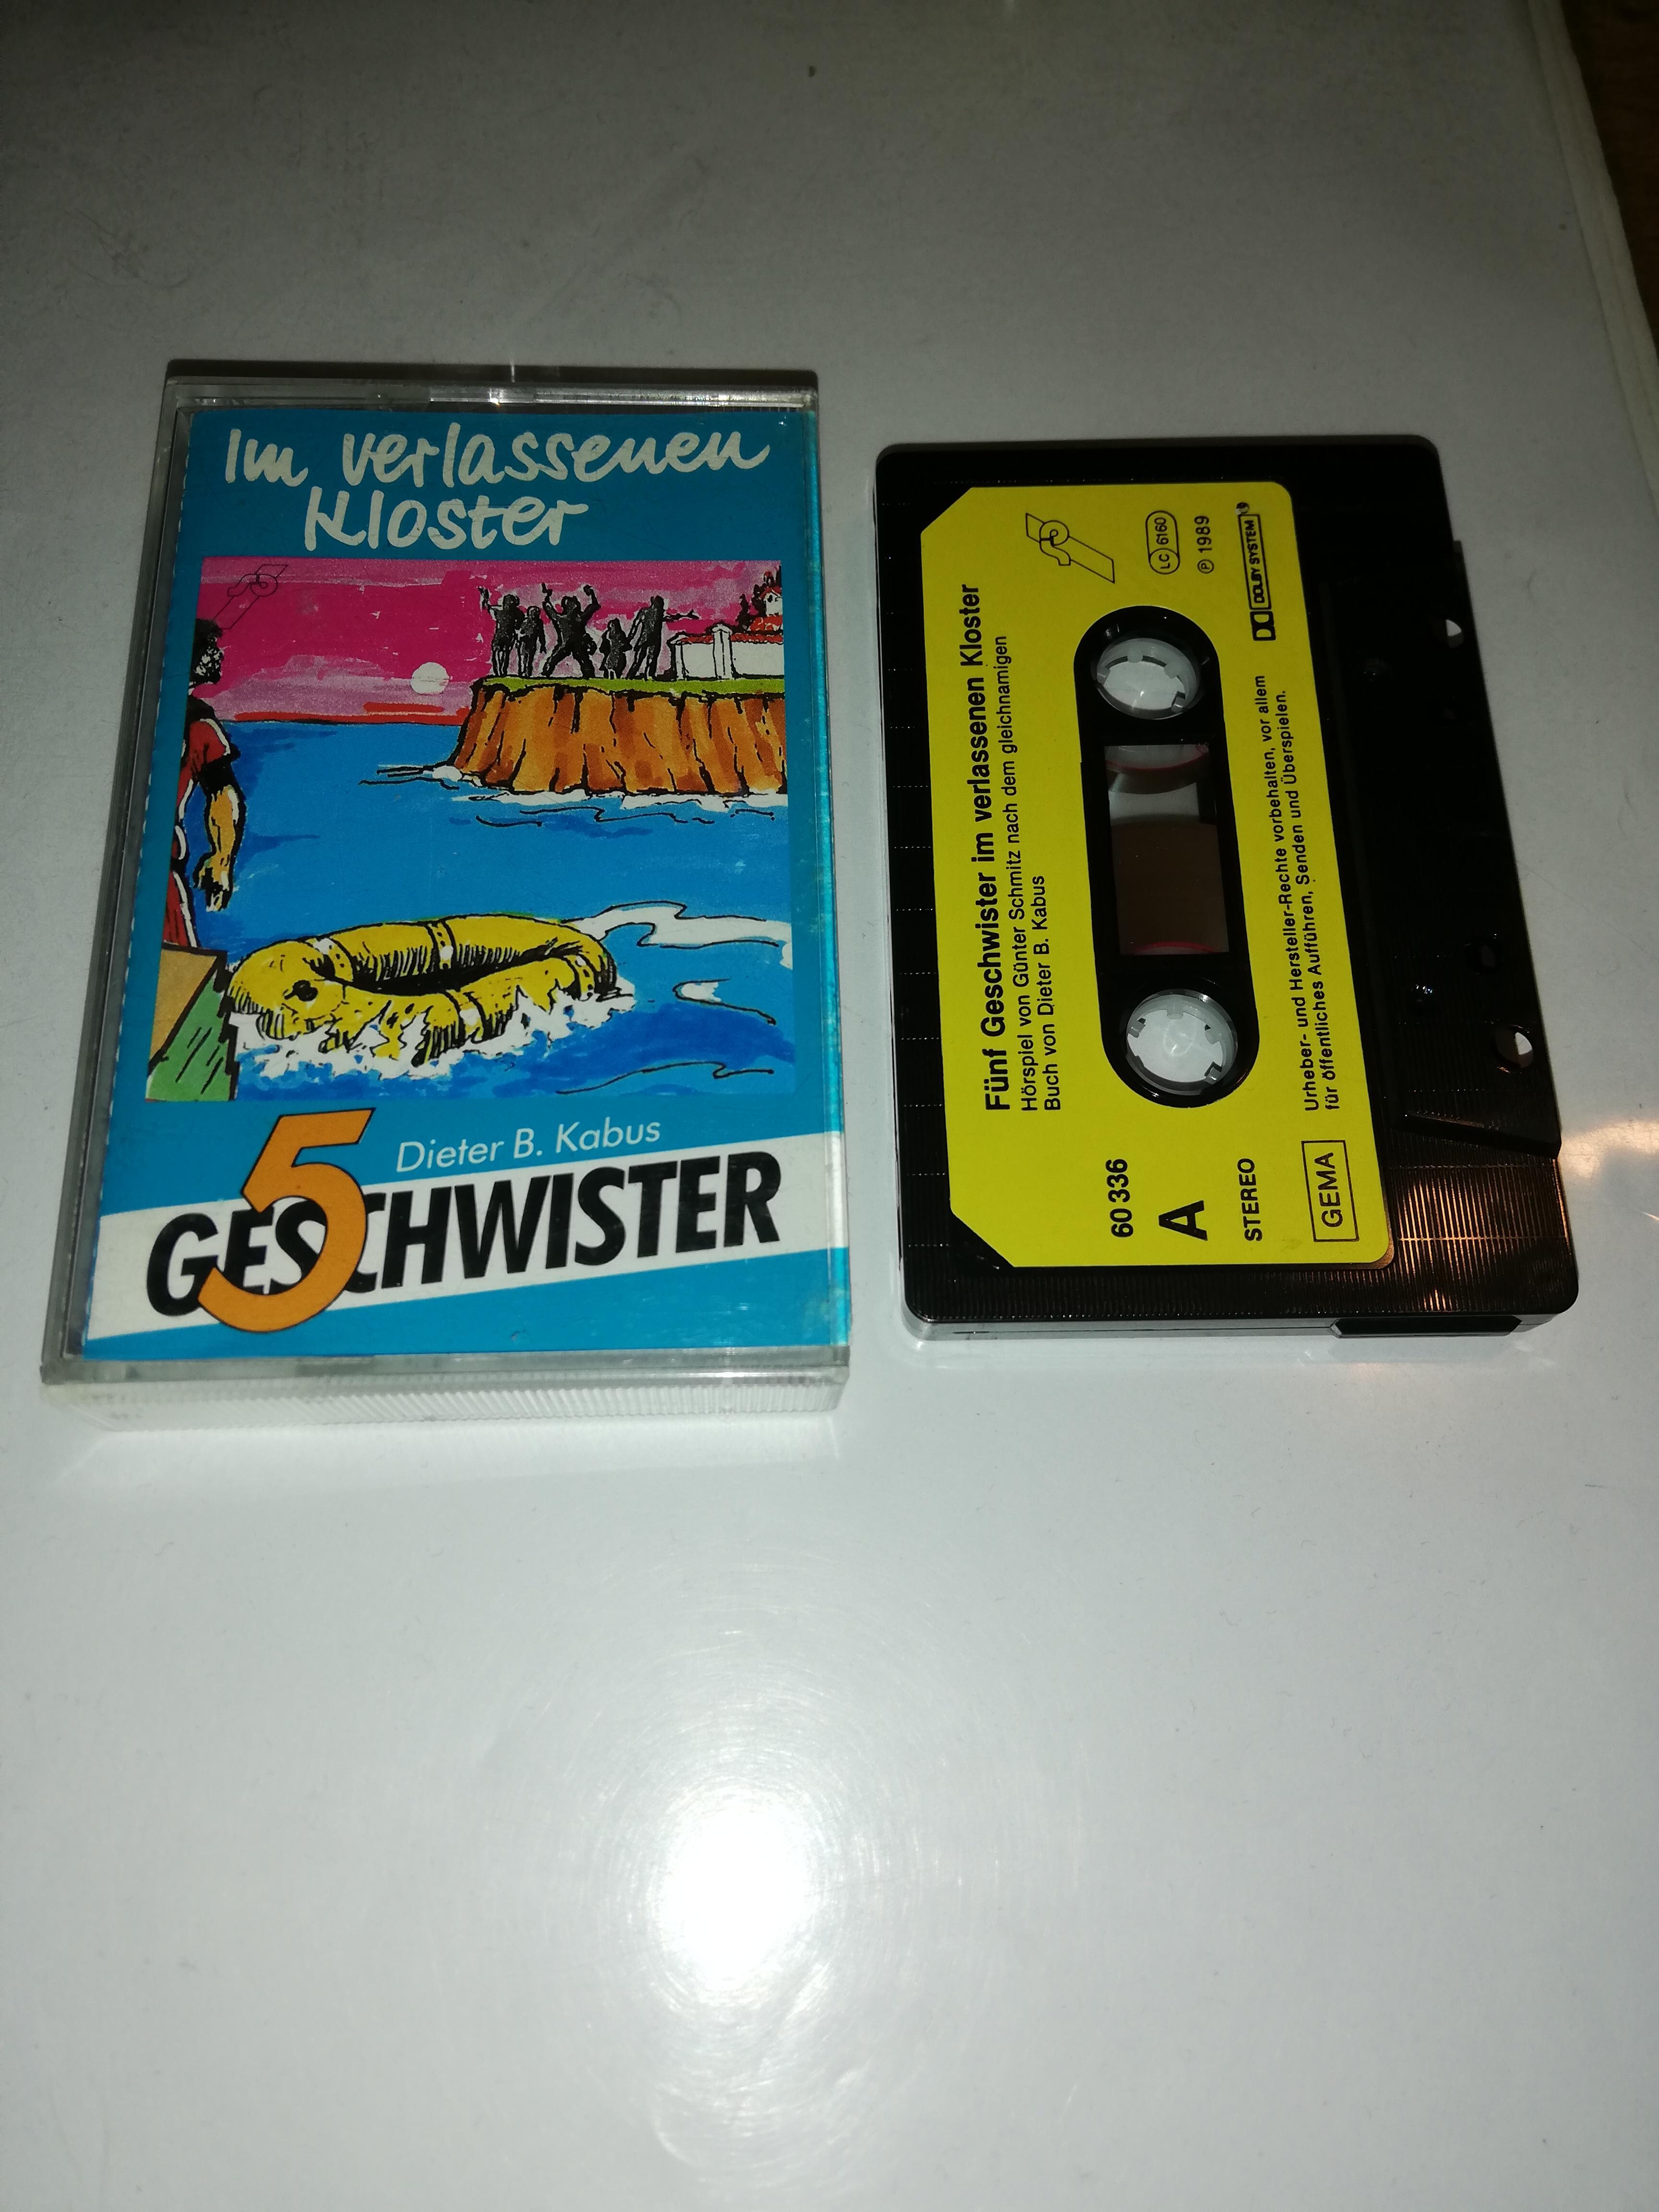 Im verlassenen
Kloster
Dieter B. Kabus
5
GESCHWISTER
Fünf Geschwister im verlassenen Kloster
Hörspiel von Günter Schmitz nach dem gleichnamigen
Buch von Dieter B. Kabus
60 336
A
STEREO
GEMA
LC 6160
℗ 1989
DOLBY SYSTEM
Urheber- und Hersteller-Rechte vorbehalten, vor allem
für öffentliches Aufführen, Senden und Überspielen.